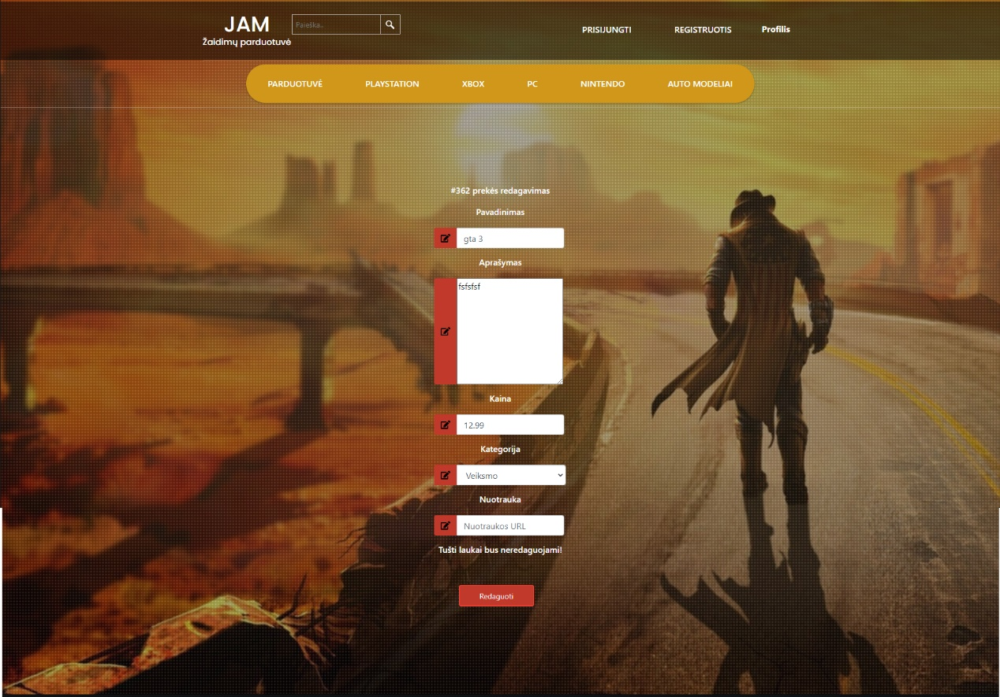 JAM
Žaidimų parduotuvė
Paieška..
PRISIJUNGTI
REGISTRUOTIS
Profilis
PARDUOTUVĖ
PLAYSTATION
XBOX
PC
NINTENDO
AUTO MODELIAI
#362 prekės redagavimas
Pavadinimas
gta 3
Aprašymas
fsfsfsf
Kaina
12.99
Kategorija
Veiksmo
Nuotrauka
Nuotraukos URL
Tušti laukai bus neredaguojami!
Redaguoti